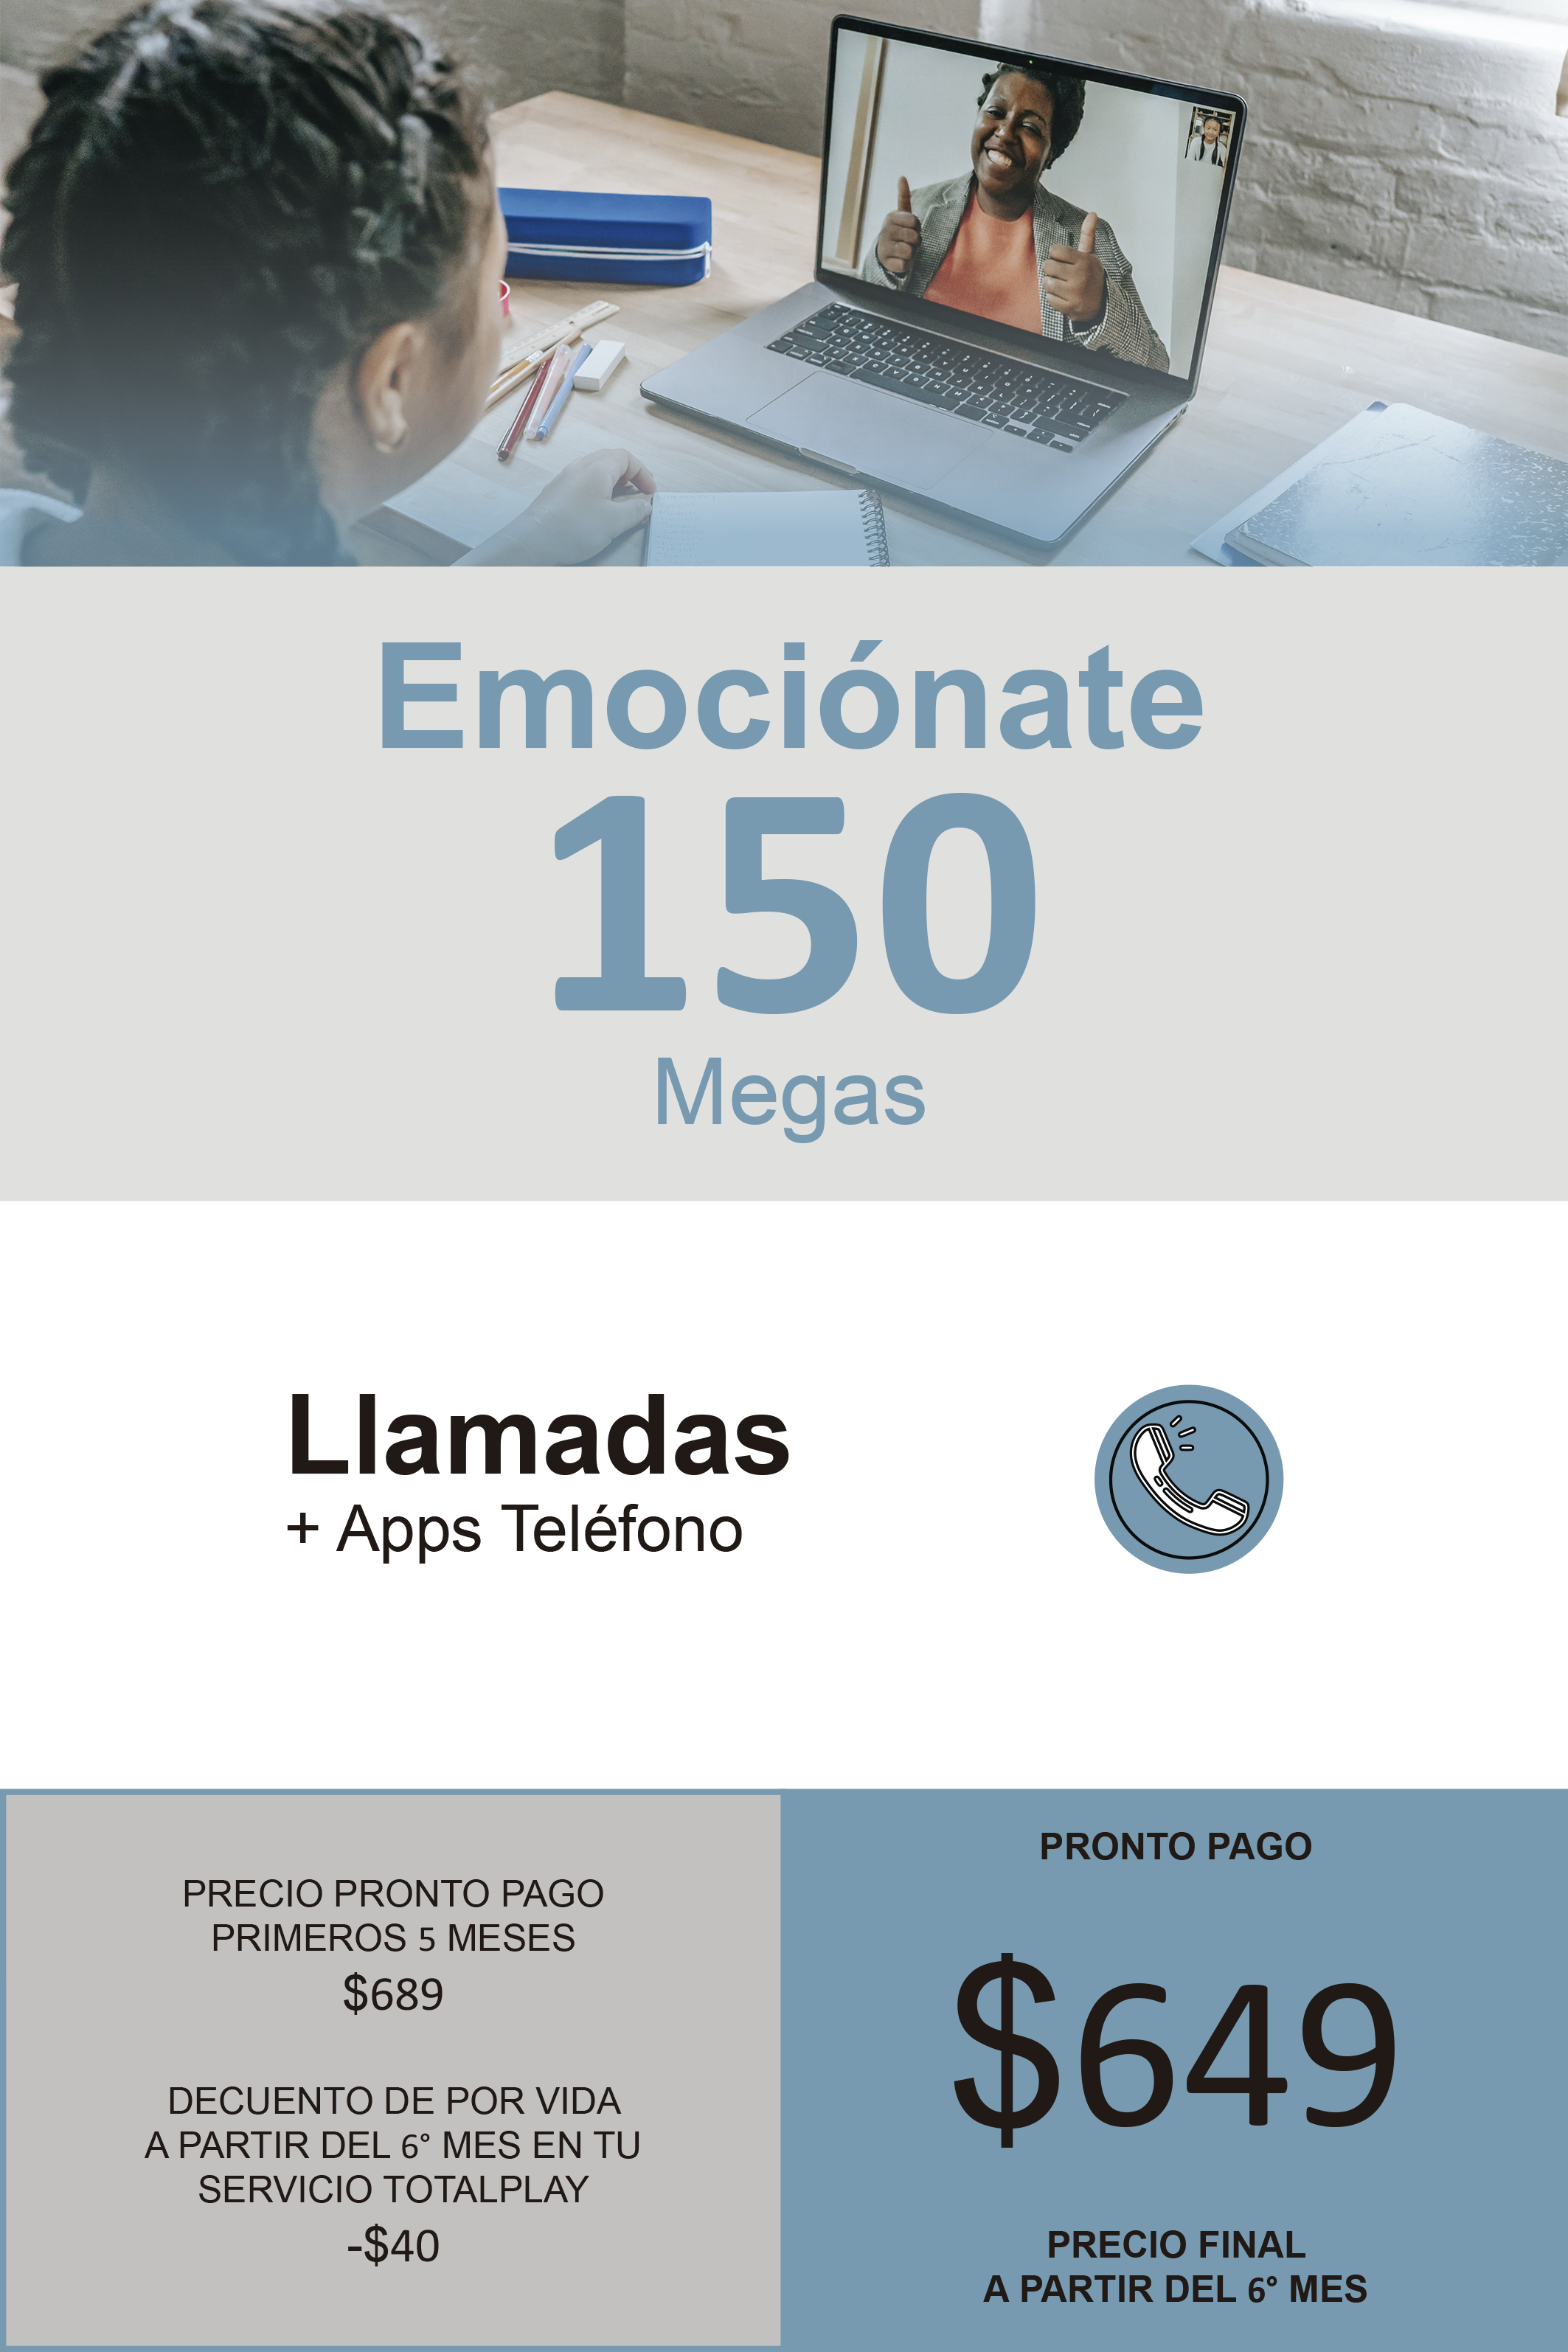 Emociónate
150
Megas
Llamadas
+ Apps Teléfono
PRECIO PRONTO PAGO
PRIMEROS 5 MESES
$689
DECUENTO DE POR VIDA
A PARTIR DEL 6° MES EN TU
SERVICIO TOTALPLAY
-$40
PRONTO PAGO
$649
PRECIO FINAL
A PARTIR DEL 6° MES